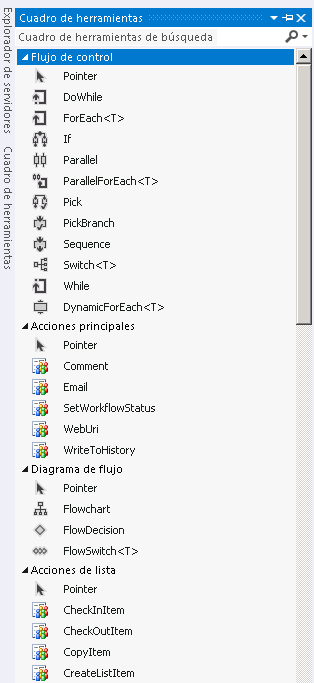 Explorador de servidores
Cuadro de herramientas
Cuadro de herramientas
Cuadro de herramientas de búsqueda
Flujo de control
Pointer
DoWhile
ForEach<T>
If
Parallel
ParallelForEach<T>
Pick
PickBranch
Sequence
Switch<T>
While
DynamicForEach<T>
Acciones principales
Pointer
Comment
Email
SetWorkflowStatus
WebUri
WriteToHistory
Diagrama de flujo
Pointer
Flowchart
FlowDecision
FlowSwitch<T>
Acciones de lista
Pointer
CheckInItem
CheckOutItem
CopyItem
CreateListItem